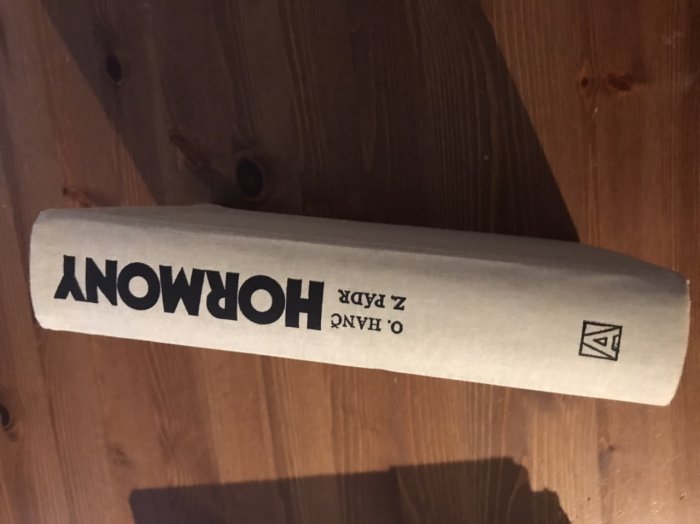 O. HANČ
Z. PÁDR
HORMONY